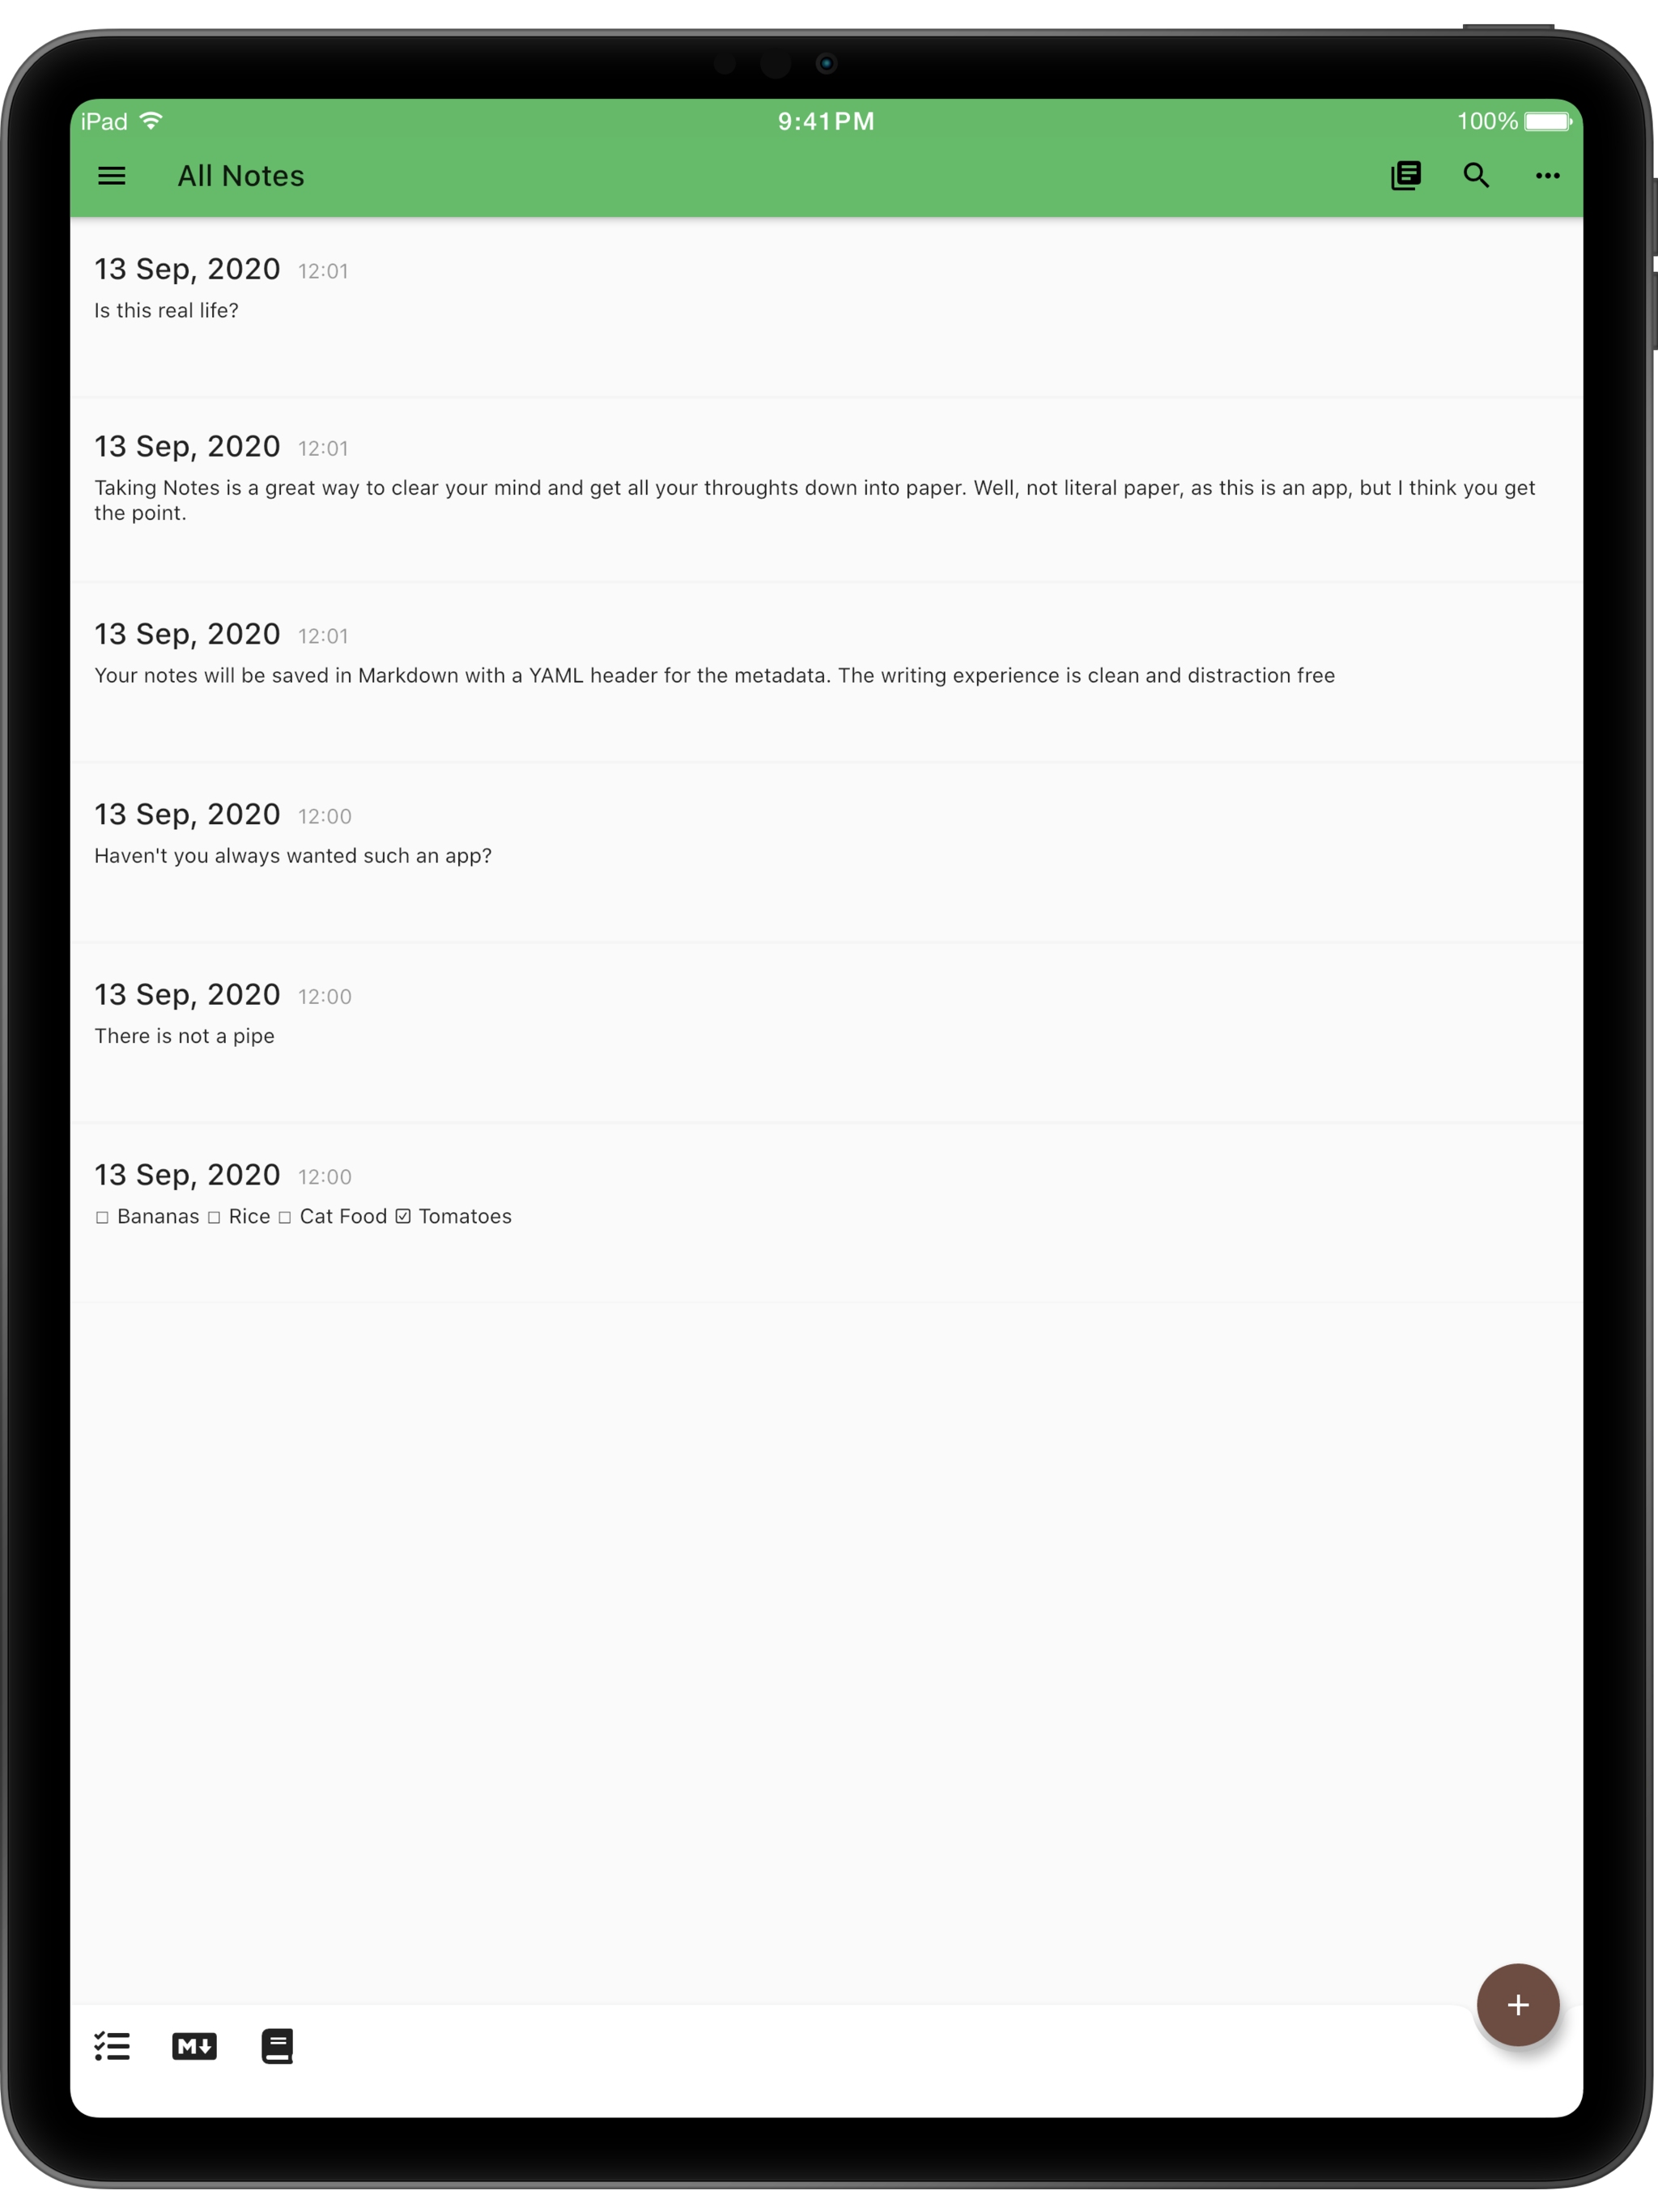 iPad 9:41PM 100%
All Notes
13 Sep, 2020 12:01
Is this real life?
13 Sep, 2020 12:01
Taking Notes is a great way to clear your mind and get all your throughts down into paper. Well, not literal paper, as this is an app, but I think you get
the point.
13 Sep, 2020 12:01
Your notes will be saved in Markdown with a YAML header for the metadata. The writing experience is clean and distraction free
13 Sep, 2020 12:00
Haven't you always wanted such an app?
13 Sep, 2020 12:00
There is not a pipe
13 Sep, 2020 12:00
☐ Bananas ☐ Rice ☐ Cat Food ☑ Tomatoes
M↓